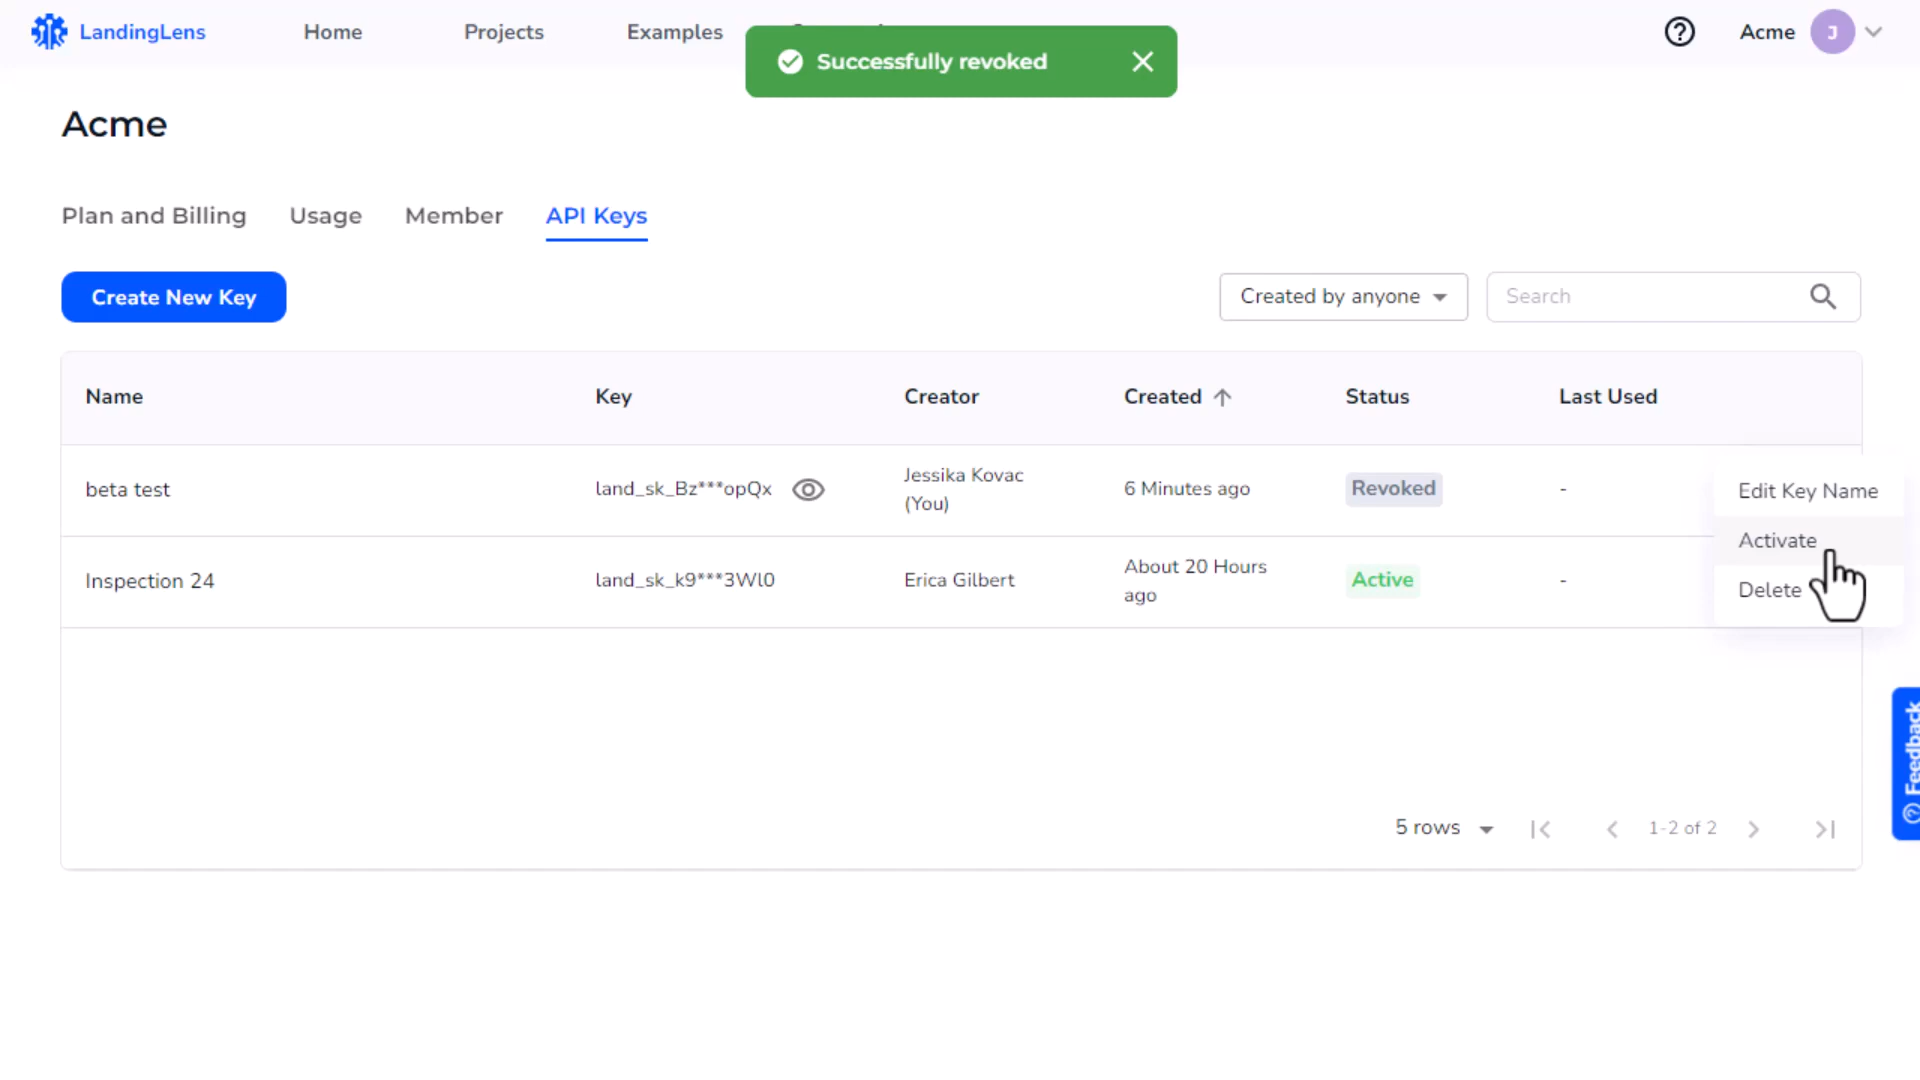 LandingLens
Home
Projects
Examples
Acme
J
Successfully revoked
Acme
Plan and Billing
Usage
Member
API Keys
Create New Key
Created by anyone
Search
Name
Key
Creator
Created
Status
Last Used
beta test
land_sk_Bz***opQx
Jessika Kovac
(You)
6 Minutes ago
Revoked
-
Inspection 24
land_sk_k9***3Wl0
Erica Gilbert
About 20 Hours
ago
Active
-
Edit Key Name
Activate
Delete
Feedback
5 rows
1-2 of 2